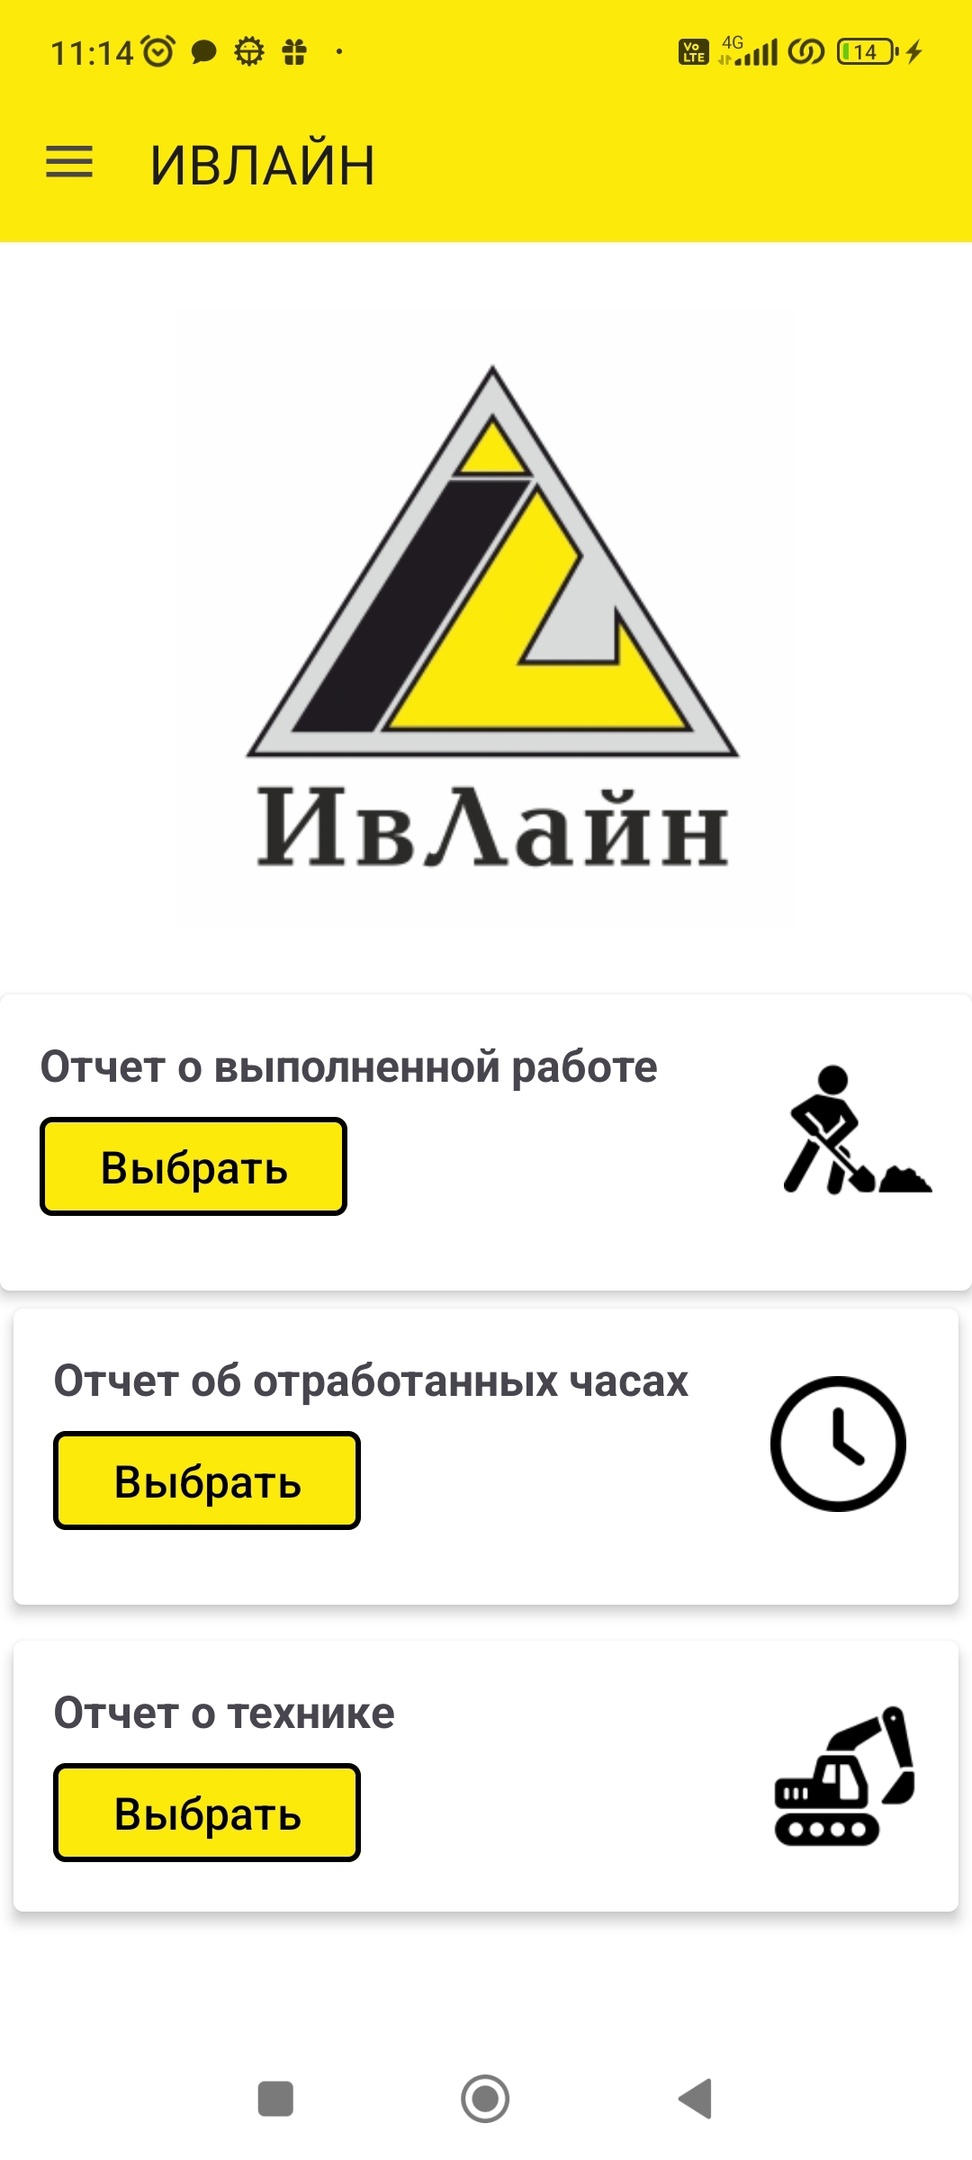 11:14
Vo LTE 4G 14
ИВЛАЙН
ИвЛайн
Отчет о выполненной работе
Выбрать
Отчет об отработанных часах
Выбрать
Отчет о технике
Выбрать